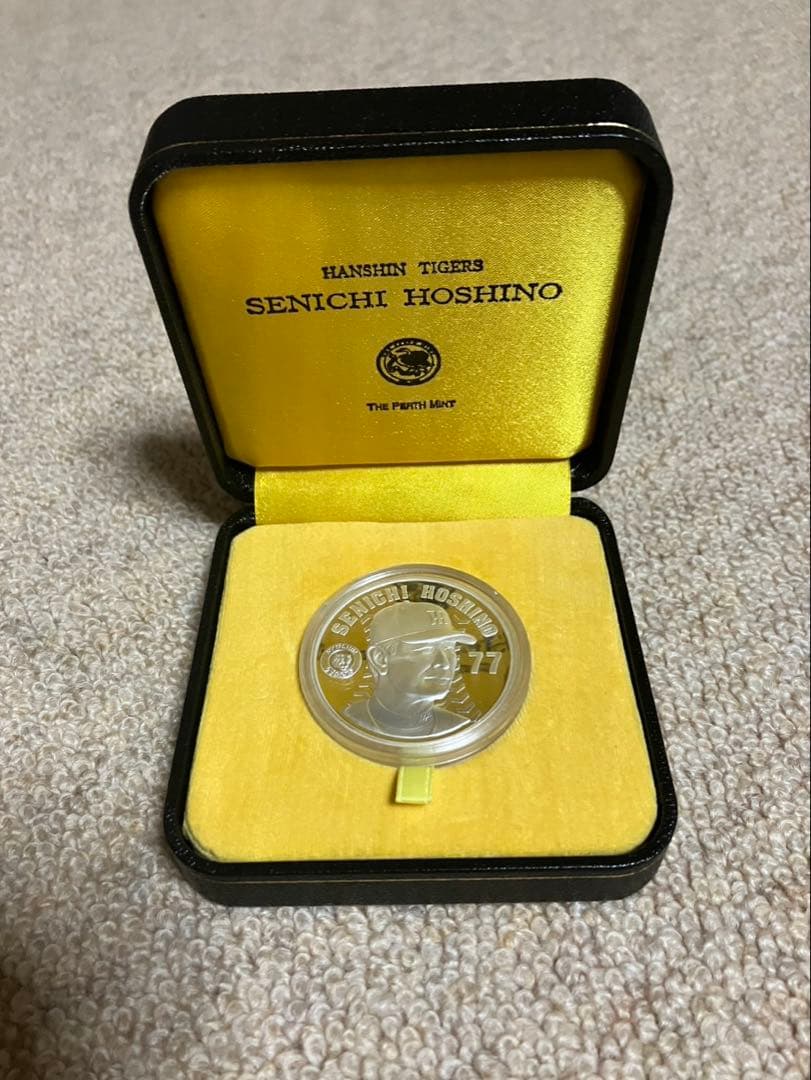 HANSHIN TIGERS
SENICHI HOSHINO
THE PERTH MINT
SENICHI HOSHINO
77